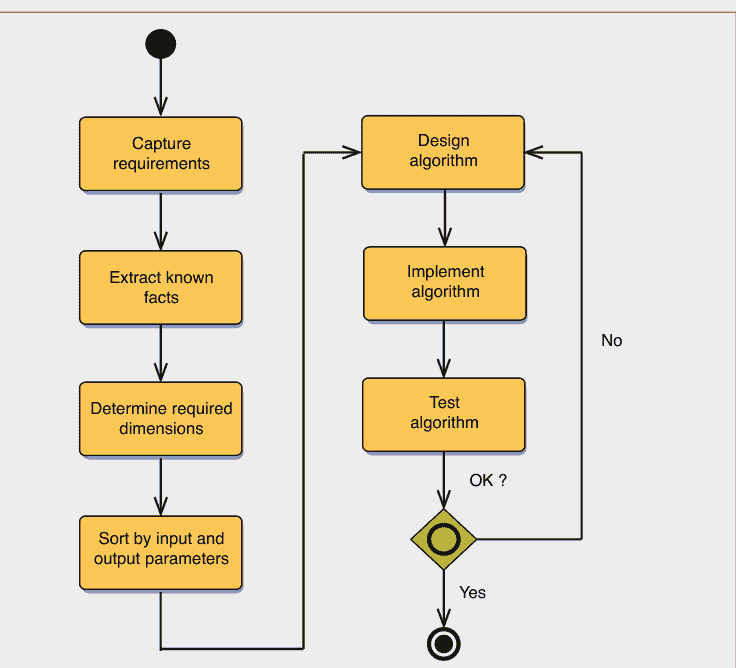 Capture
requirements
Extract known
facts
Determine required
dimensions
Sort by input and
output parameters
Design
algorithm
Implement
algorithm
Test
algorithm
OK ?
No
Yes